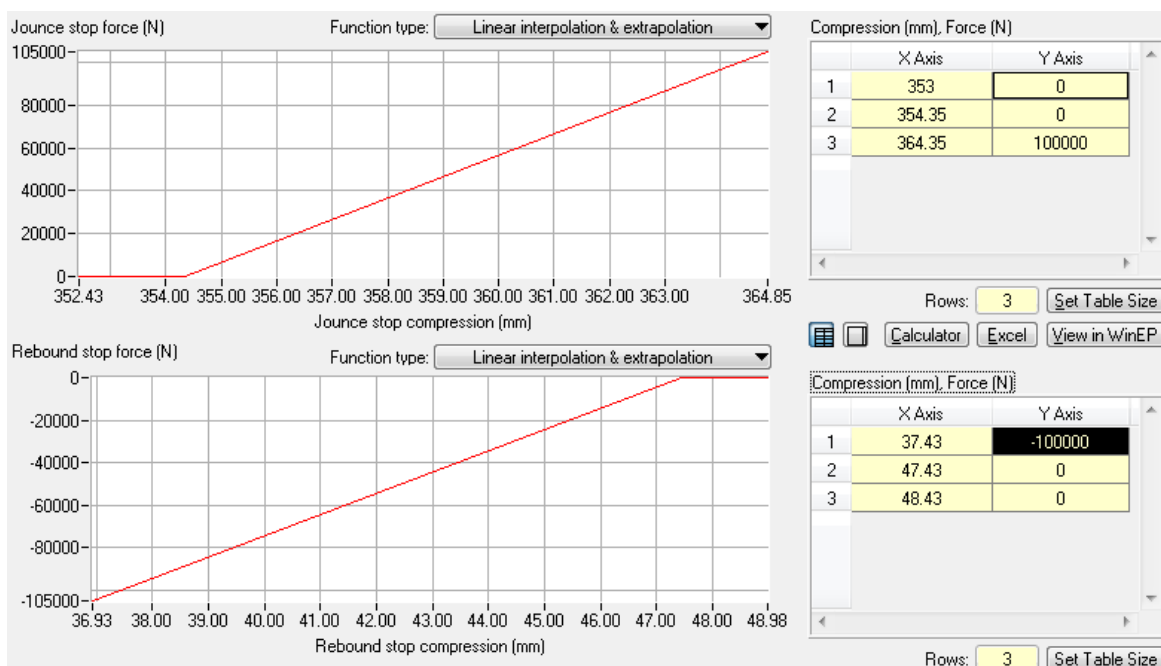 Jounce stop force (N) Function type: Linear interpolation & extrapolation
105000
80000
60000
40000
20000
0
352.43 354.00 355.00 356.00 357.00 358.00 359.00 360.00 361.00 362.00 363.00 364.85
Jounce stop compression (mm)
Compression (mm), Force (N)
X Axis Y Axis
1 353 0
2 354.35 0
3 364.35 100000
Rows: 3 Set Table Size
Calculator Excel View in WinEP
Rebound stop force (N) Function type: Linear interpolation & extrapolation
0
-20000
-40000
-60000
-80000
-105000
36.93 38.00 39.00 40.00 41.00 42.00 43.00 44.00 45.00 46.00 47.00 48.00 48.98
Rebound stop compression (mm)
Compression (mm), Force (N)
X Axis Y Axis
1 37.43 -100000
2 47.43 0
3 48.43 0
Rows: 3 Set Table Size